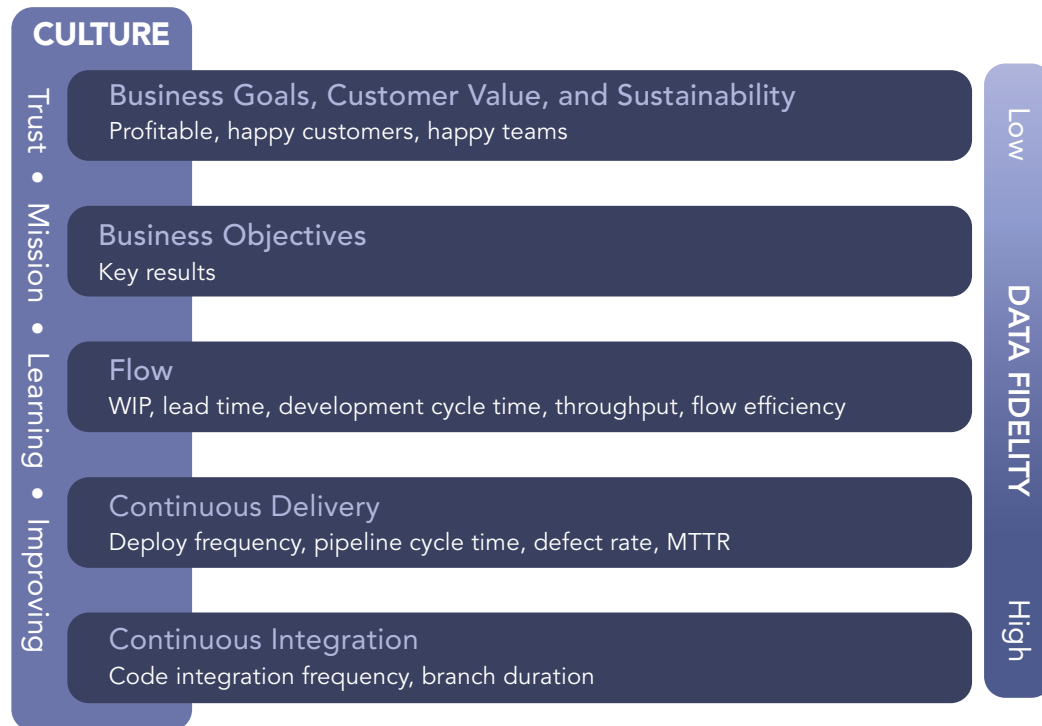 CULTURE
Trust • Mission • Learning • Improving
Business Goals, Customer Value, and Sustainability
Profitable, happy customers, happy teams
Business Objectives
Key results
Flow
WIP, lead time, development cycle time, throughput, flow efficiency
Continuous Delivery
Deploy frequency, pipeline cycle time, defect rate, MTTR
Continuous Integration
Code integration frequency, branch duration
Low
DATA FIDELITY
High